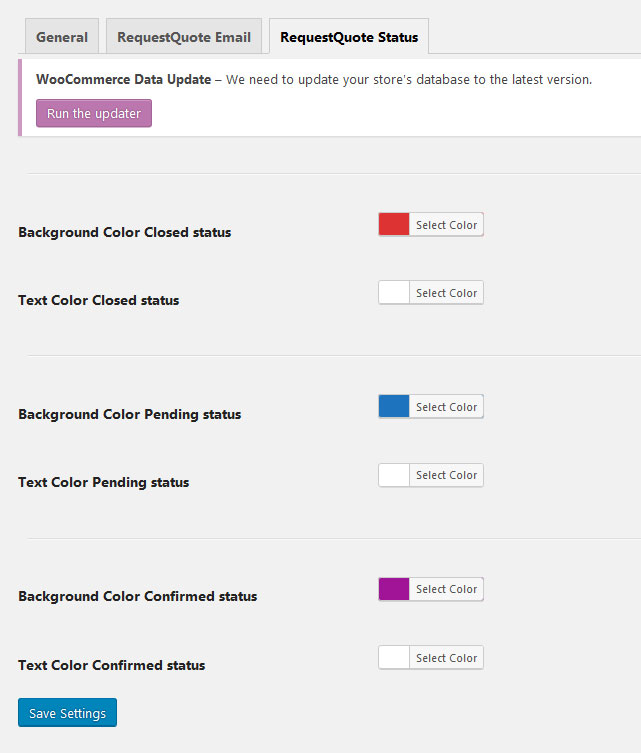 General
RequestQuote Email
RequestQuote Status
WooCommerce Data Update – We need to update your store's database to the latest version.
Run the updater
Background Color Closed status
Select Color
Text Color Closed status
Select Color
Background Color Pending status
Select Color
Text Color Pending status
Select Color
Background Color Confirmed status
Select Color
Text Color Confirmed status
Select Color
Save Settings